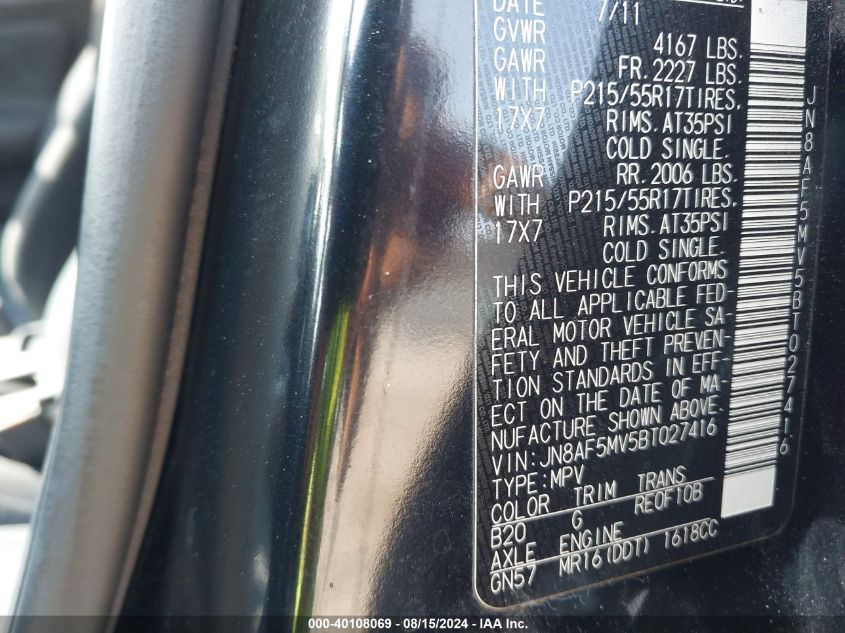 DATE 7/11
GVWR 4167 LBS.
GAWR FR. 2227 LBS.
WITH P215/55R17TIRES.
17X7 RIMS. AT35PSI
COLD SINGLE.
GAWR RR. 2006 LBS.
WITH P215/55R17TIRES.
17X7 RIMS. AT35PSI
COLD SINGLE.
THIS VEHICLE CONFORMS
TO ALL APPLICABLE FED-
ERAL MOTOR VEHICLE SA-
FETY AND THEFT PREVEN-
TION STANDARDS IN EFF-
ECT ON THE DATE OF MA-
NUFACTURE SHOWN ABOVE.
VIN:JN8AF5MV5BT027416
TYPE:MPV
COLOR TRIM TRANS
B20 G RE0F10B
AXLE ENGINE
GN57 MR16(DDT) 1618CC
JN8AF5MV5BT027416
000-40108069 - 08/15/2024 - IAA Inc.